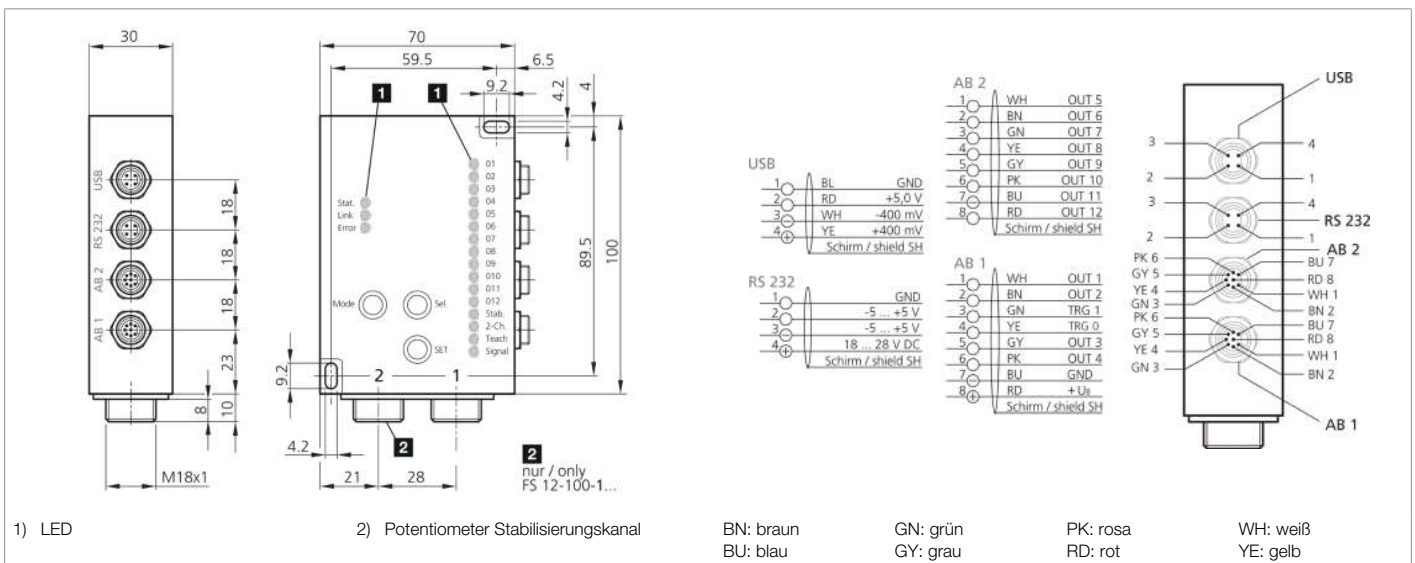 30
USB
RS 232
AB 2
AB 1
18
18
18
23
8
10
M18x1
70
59.5
6.5
9.2
4.2
4
1
1
Stat.
Link
Error
01
02
03
04
05
06
07
08
09
010
011
012
Stab.
2-Ch.
Teach
Signal
Mode
Sel
SET
2
1
89.5
100
9.2
4.2
21
28
2
2
nur / only
FS 12-100-1...
USB
1 BL GND
2 RD +5,0 V
3 WH -400 mV
4 YE +400 mV
Schirm / shield SH
RS 232
1 GND
2 -5 ... +5 V
3 -5 ... +5 V
4 18 ... 28 V DC
Schirm / shield SH
AB 2
1 WH OUT 5
2 BN OUT 6
3 GN OUT 7
4 YE OUT 8
5 GY OUT 9
6 PK OUT 10
7 BU OUT 11
8 RD OUT 12
Schirm / shield SH
AB 1
1 WH OUT 1
2 BN OUT 2
3 GN TRG 1
4 YE TRG 0
5 GY OUT 3
6 PK OUT 4
7 BU GND
8 RD + UB
Schirm / shield SH
USB
3 4
2 1
3 4
RS 232
2 1
AB 2
PK 6 BU 7
GY 5 RD 8
YE 4 WH 1
GN 3 BN 2
PK 6 BU 7
GY 5 RD 8
YE 4 WH 1
GN 3 BN 2
AB 1
1) LED
2) Potentiometer Stabilisierungskanal
BN: braun GN: grün PK: rosa WH: weiß
BU: blau GY: grau RD: rot YE: gelb